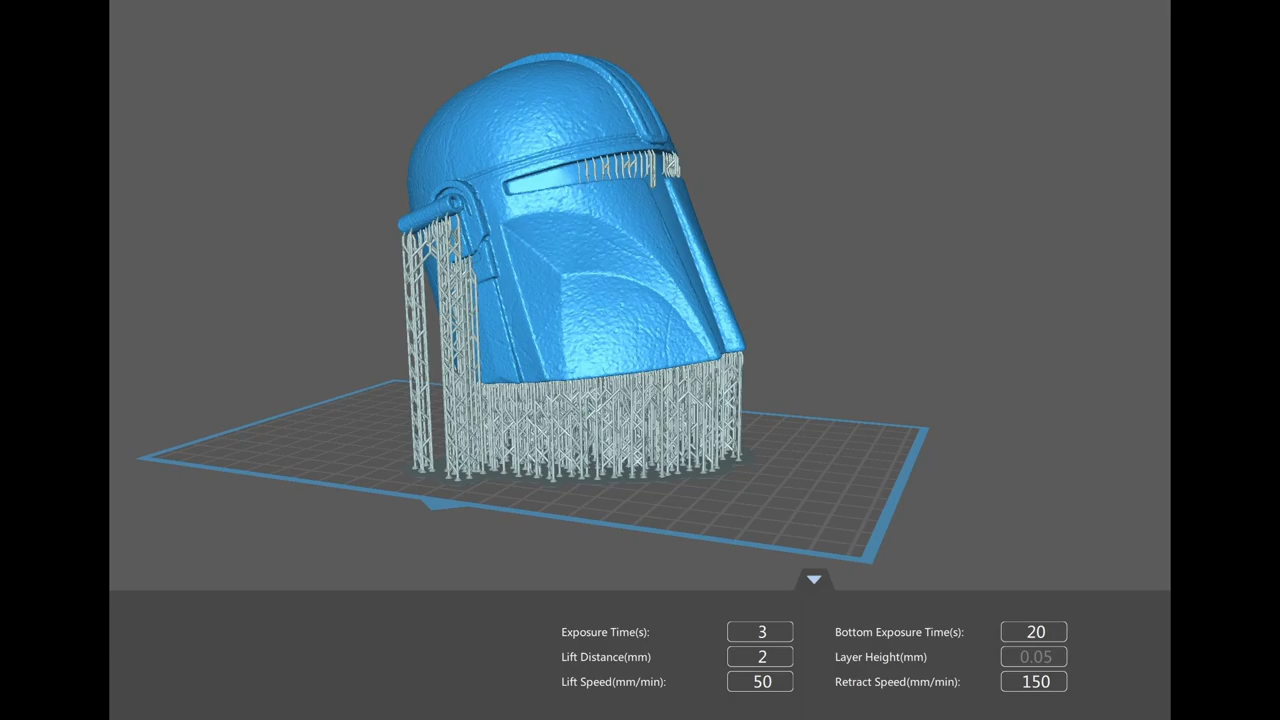 Exposure Time(s): 3 Bottom Exposure Time(s): 20
Lift Distance(mm) 2 Layer Height(mm) 0.05
Lift Speed(mm/min): 50 Retract Speed(mm/min): 150